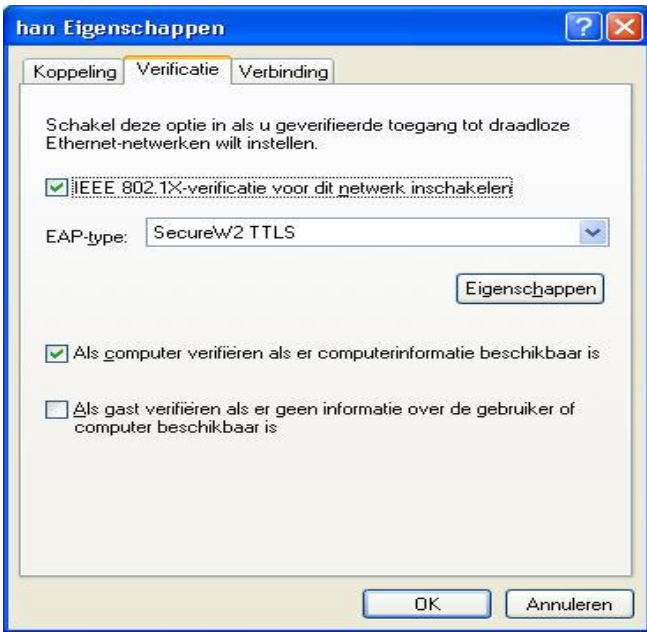 han Eigenschappen
Koppeling Verificatie Verbinding
Schakel deze optie in als u geverifieerde toegang tot draadloze
Ethernet-netwerken wilt instellen.
IEEE 802.1X-verificatie voor dit netwerk inschakelen
EAP-type: SecureW2 TTLS
Eigenschappen
Als computer verifiëren als er computerinformatie beschikbaar is
Als gast verifiëren als er geen informatie over de gebruiker of
computer beschikbaar is
OK Annuleren